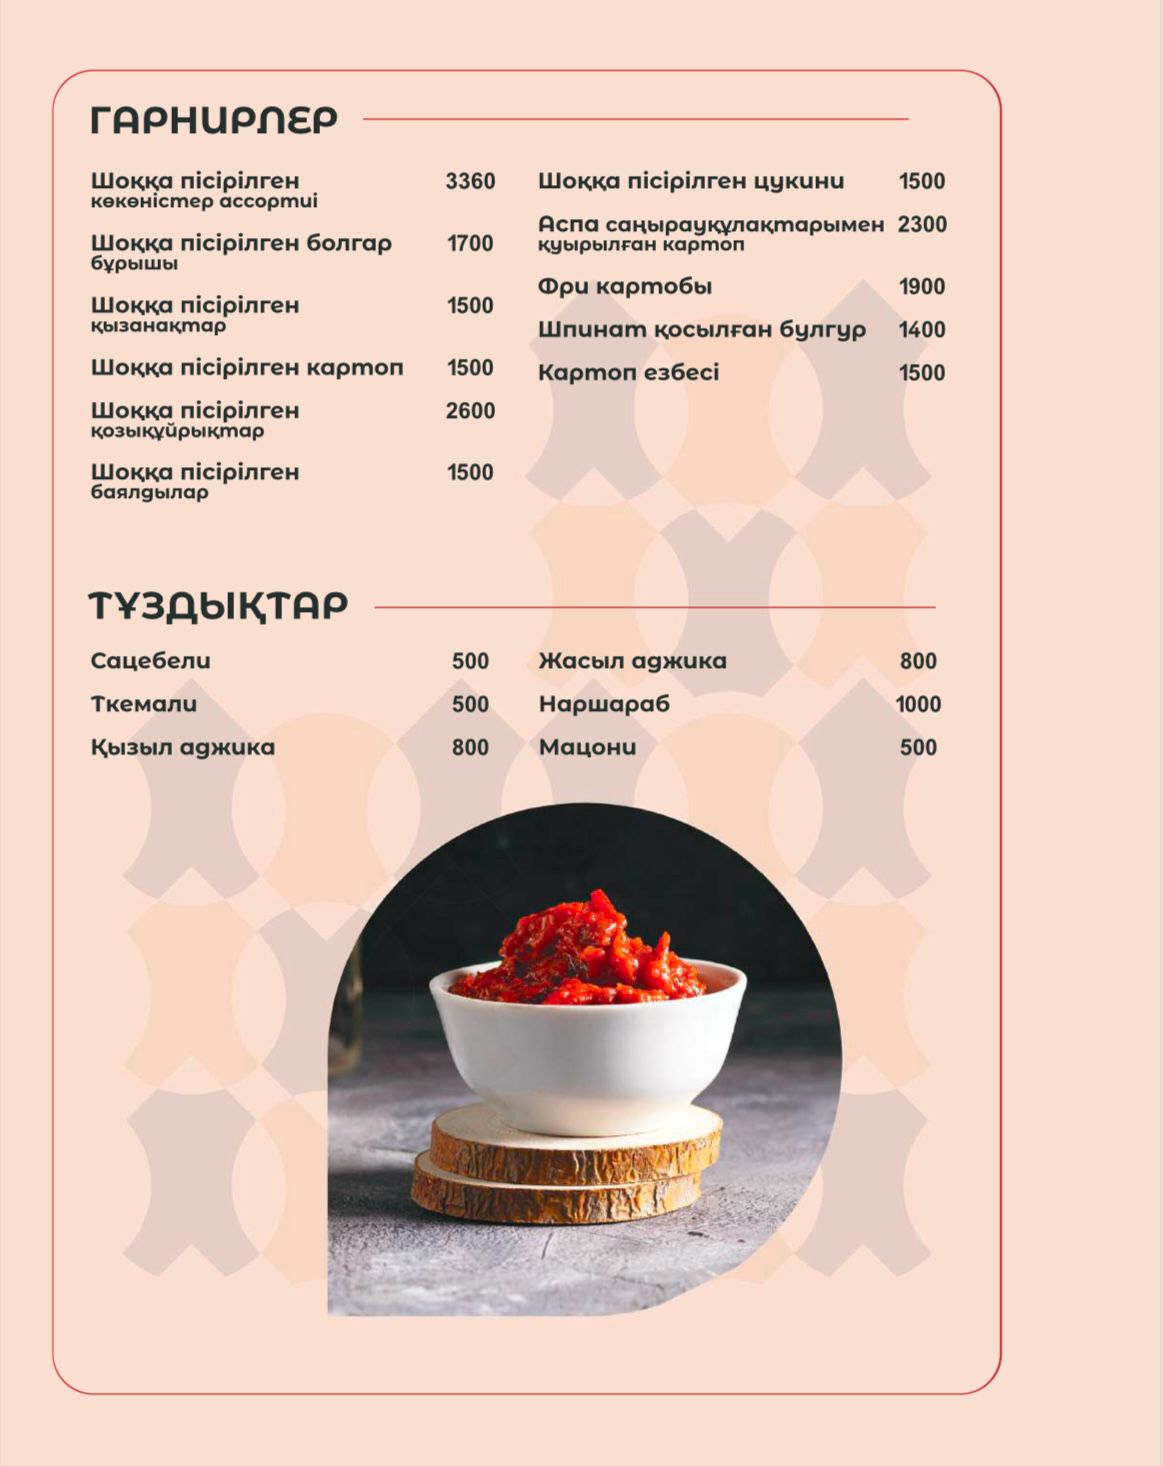 ГАРНИРЛЕР
Шоққа пісірілген 3360
көкөністер ассортиі
Шоққа пісірілген болгар 1700
бұрышы
Шоққа пісірілген 1500
қызанақтар
Шоққа пісірілген картоп 1500
Шоққа пісірілген 2600
қозықұйрықтар
Шоққа пісірілген 1500
баялдылар
Шоққа пісірілген цукини 1500
Аспа саңырауқұлақтарымен 2300
қуырылған картоп
Фри картобы 1900
Шпинат қосылған булгур 1400
Картоп езбесі 1500
ТҰЗДЫҚТАР
Сацебели 500
Ткемали 500
Қызыл аджика 800
Жасыл аджика 800
Наршараб 1000
Мацони 500